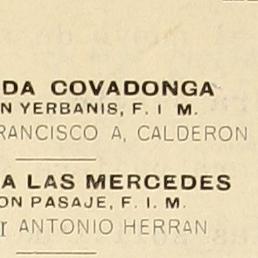 DA COVADONGA
N YERBANIS, F. I M.
RANCISCO A, CALDERON
A LAS MERCEDES
ON PASAJE, F. I. M.
r ANTONIO HERRAN